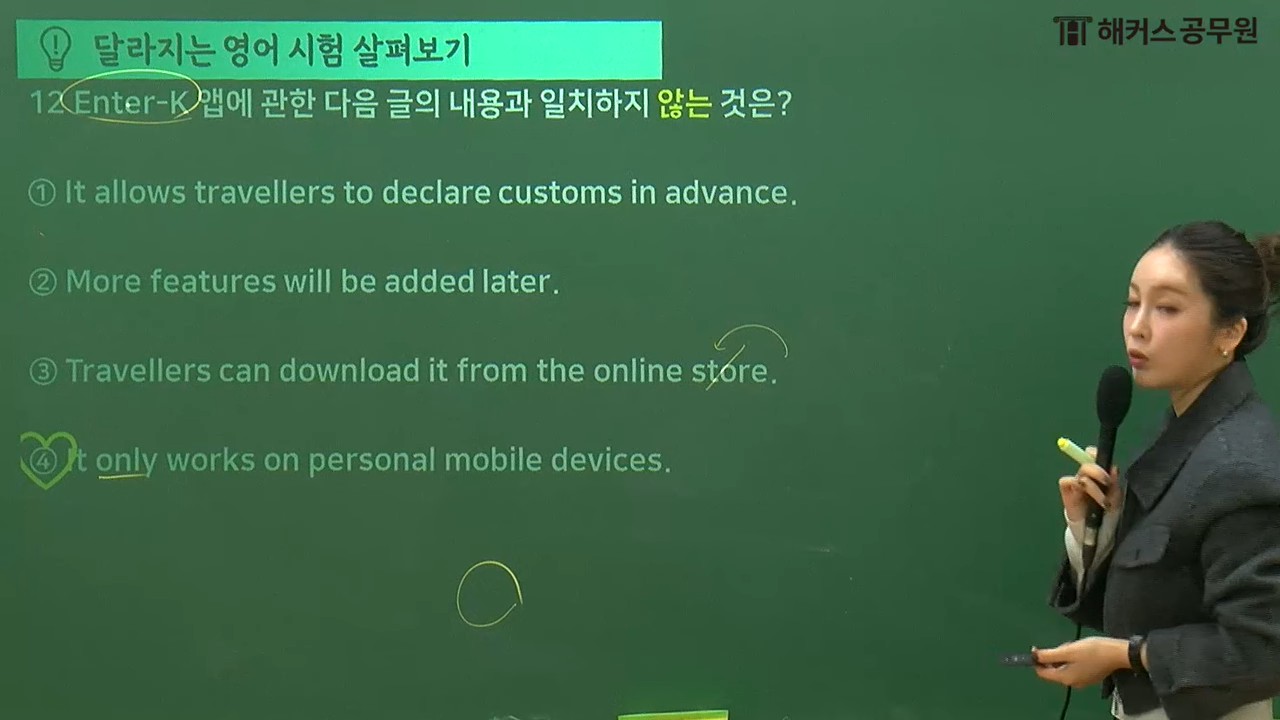 해커스공무원
달라지는 영어 시험 살펴보기
12 Enter-K 앱에 관한 다음 글의 내용과 일치하지 않는 것은?
① It allows travellers to declare customs in advance.
② More features will be added later.
③ Travellers can download it from the online store.
④ It only works on personal mobile devices.